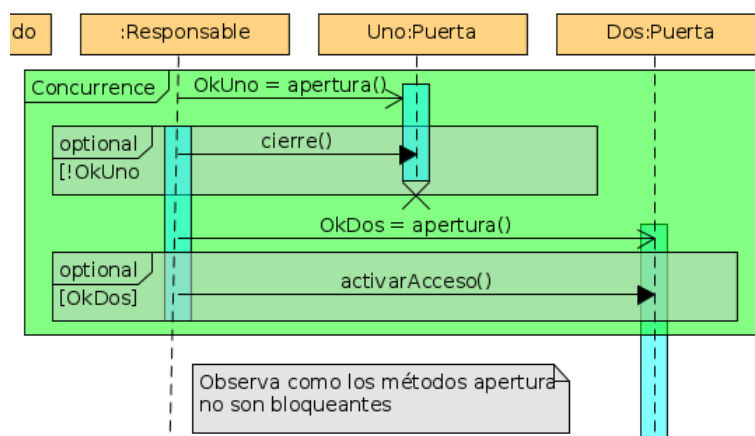 do
:Responsable
Uno:Puerta
Dos:Puerta
Concurrence
OkUno = apertura()
optional
cierre()
[!OkUno
OkDos = apertura()
optional
activarAcceso()
[OkDos]
Observa como los métodos apertura
no son bloqueantes